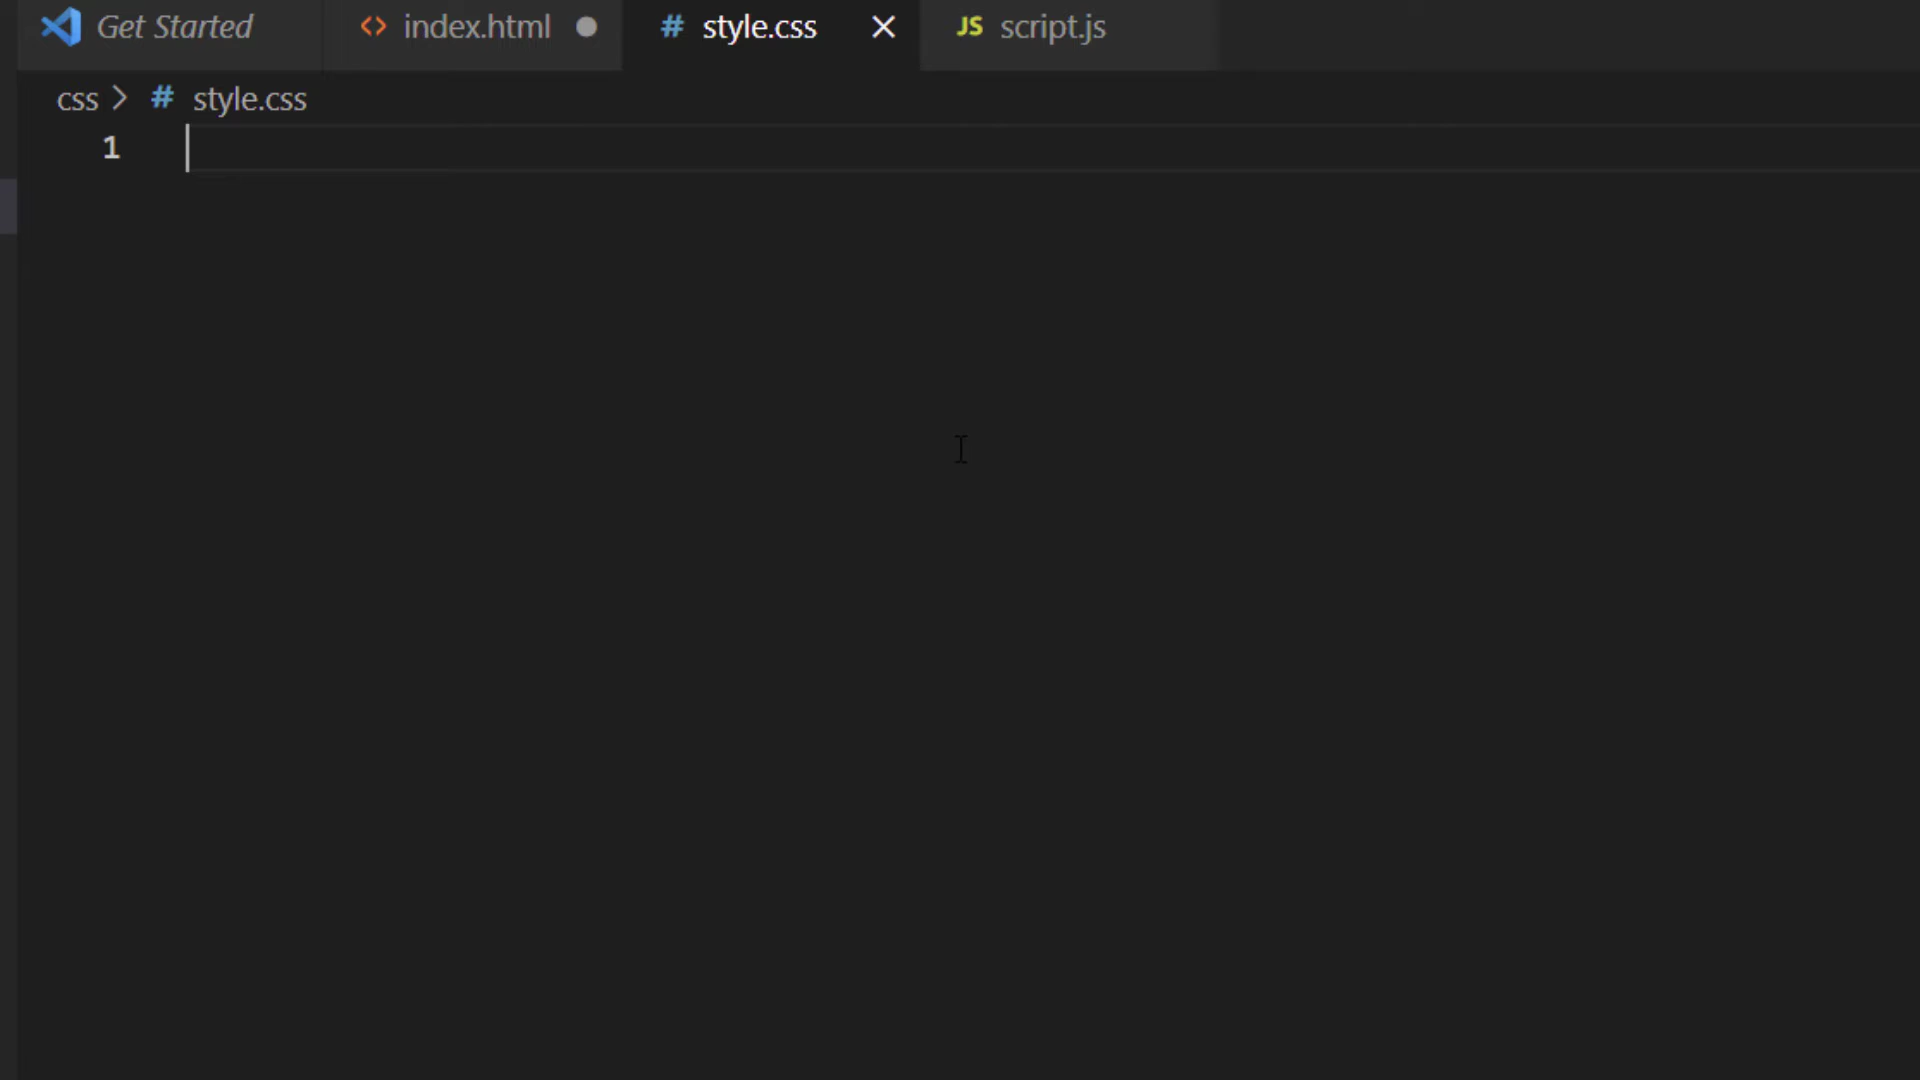 Get Started <> index.html # style.css JS script.js
css > # style.css
1